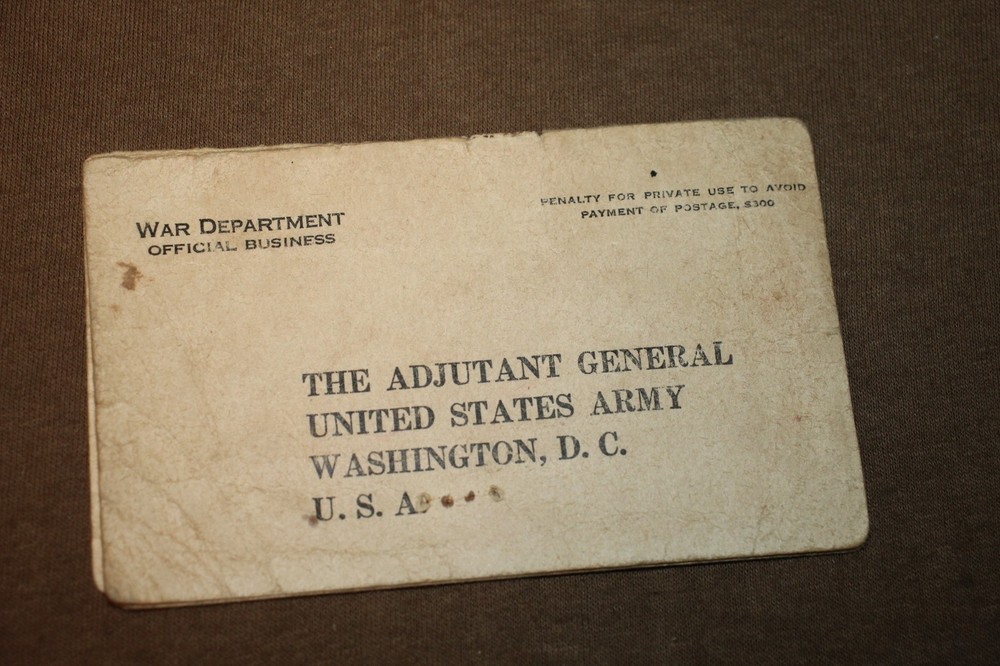 WAR DEPARTMENT
OFFICIAL BUSINESS
PENALTY FOR PRIVATE USE TO AVOID
PAYMENT OF POSTAGE, $300
THE ADJUTANT GENERAL
UNITED STATES ARMY
WASHINGTON, D. C.
U. S. A.